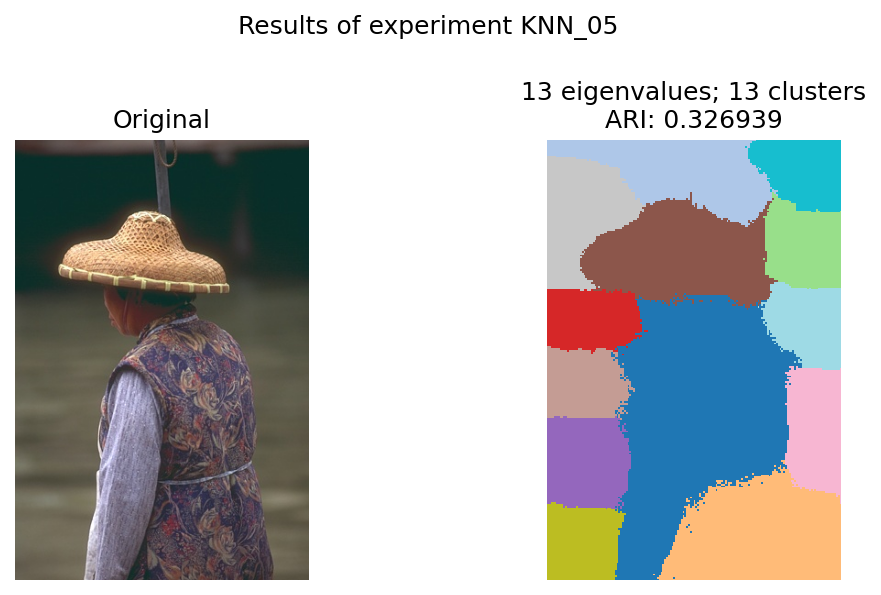 Results of experiment KNN_05
Original
13 eigenvalues; 13 clusters
ARI: 0.326939